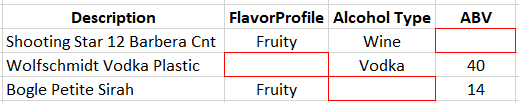 Description FlavorProfile Alcohol Type ABV
Shooting Star 12 Barbera Cnt Fruity Wine
Wolfschmidt Vodka Plastic Vodka 40
Bogle Petite Sirah Fruity 14